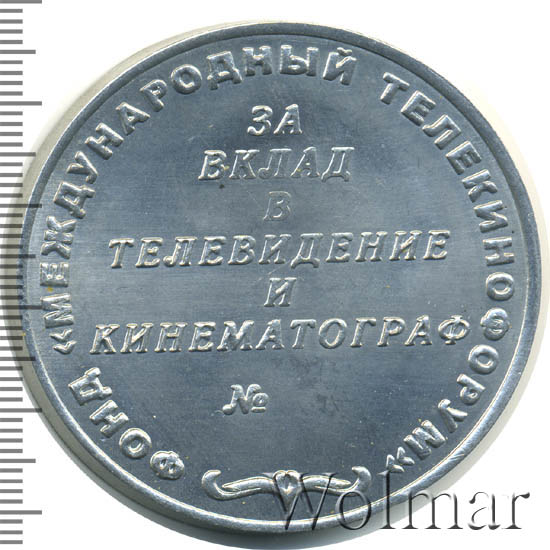 ФОНД «МЕЖДУНАРОДНЫЙ ТЕЛЕКИНОФОРУМ»
ЗА
ВКЛАД
В
ТЕЛЕВИДЕНИЕ
И
КИНЕМАТОГРАФ
№
Wolmar